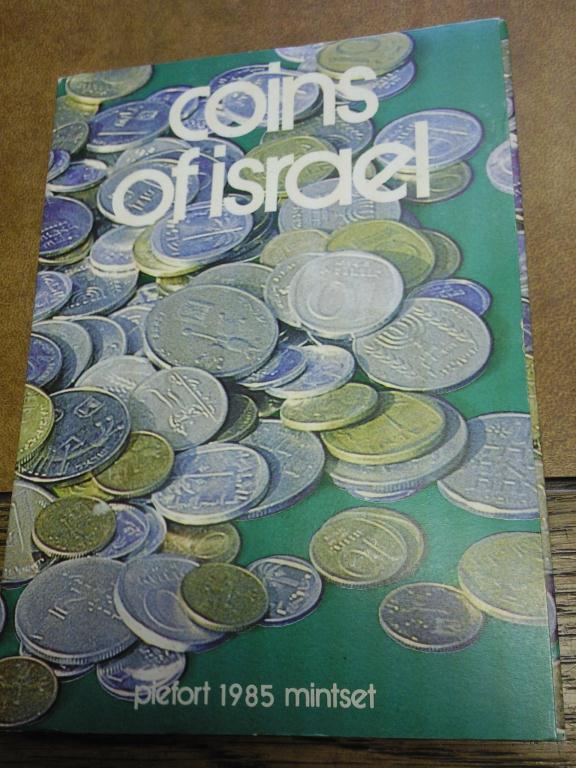 coins
of israel
piefort 1985 mintset